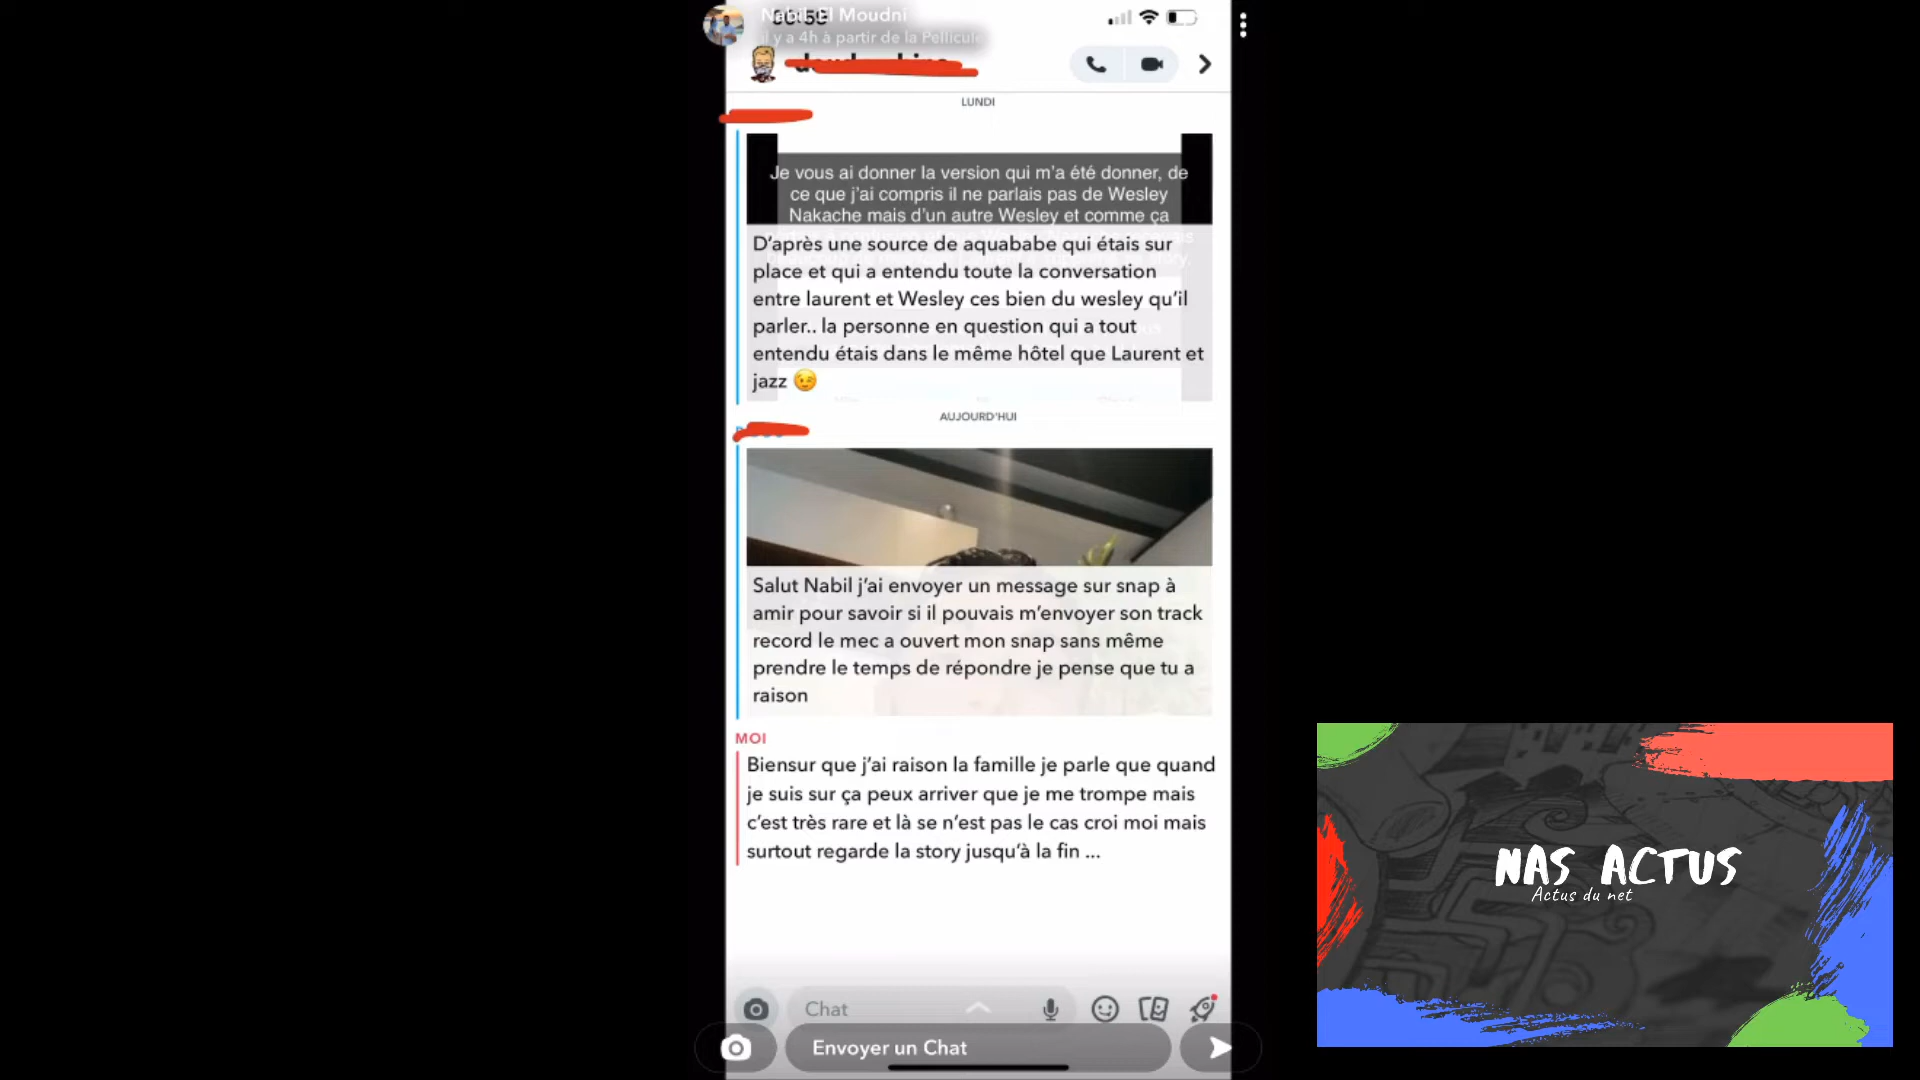 Nabil El Moudni
il y a 4h à partir de la Pellicule
LUNDI
Je vous ai donner la version qui m'a été donner, de
ce que j'ai compris il ne parlais pas de Wesley
Nakache mais d'un autre Wesley et comme ça
D'après une source de aquababe qui étais sur
place et qui a entendu toute la conversation
entre laurent et Wesley ces bien du wesley qu'il
parler.. la personne en question qui a tout
entendu étais dans le même hôtel que Laurent et
jazz 😉
AUJOURD'HUI
Salut Nabil j'ai envoyer un message sur snap à
amir pour savoir si il pouvais m'envoyer son track
record le mec a ouvert mon snap sans même
prendre le temps de répondre je pense que tu a
raison
MOI
Biensur que j'ai raison la famille je parle que quand
je suis sur ça peux arriver que je me trompe mais
c'est très rare et là se n'est pas le cas croi moi mais
surtout regarde la story jusqu'à la fin ...
Chat
Envoyer un Chat
NAS ACTUS
Actus du net